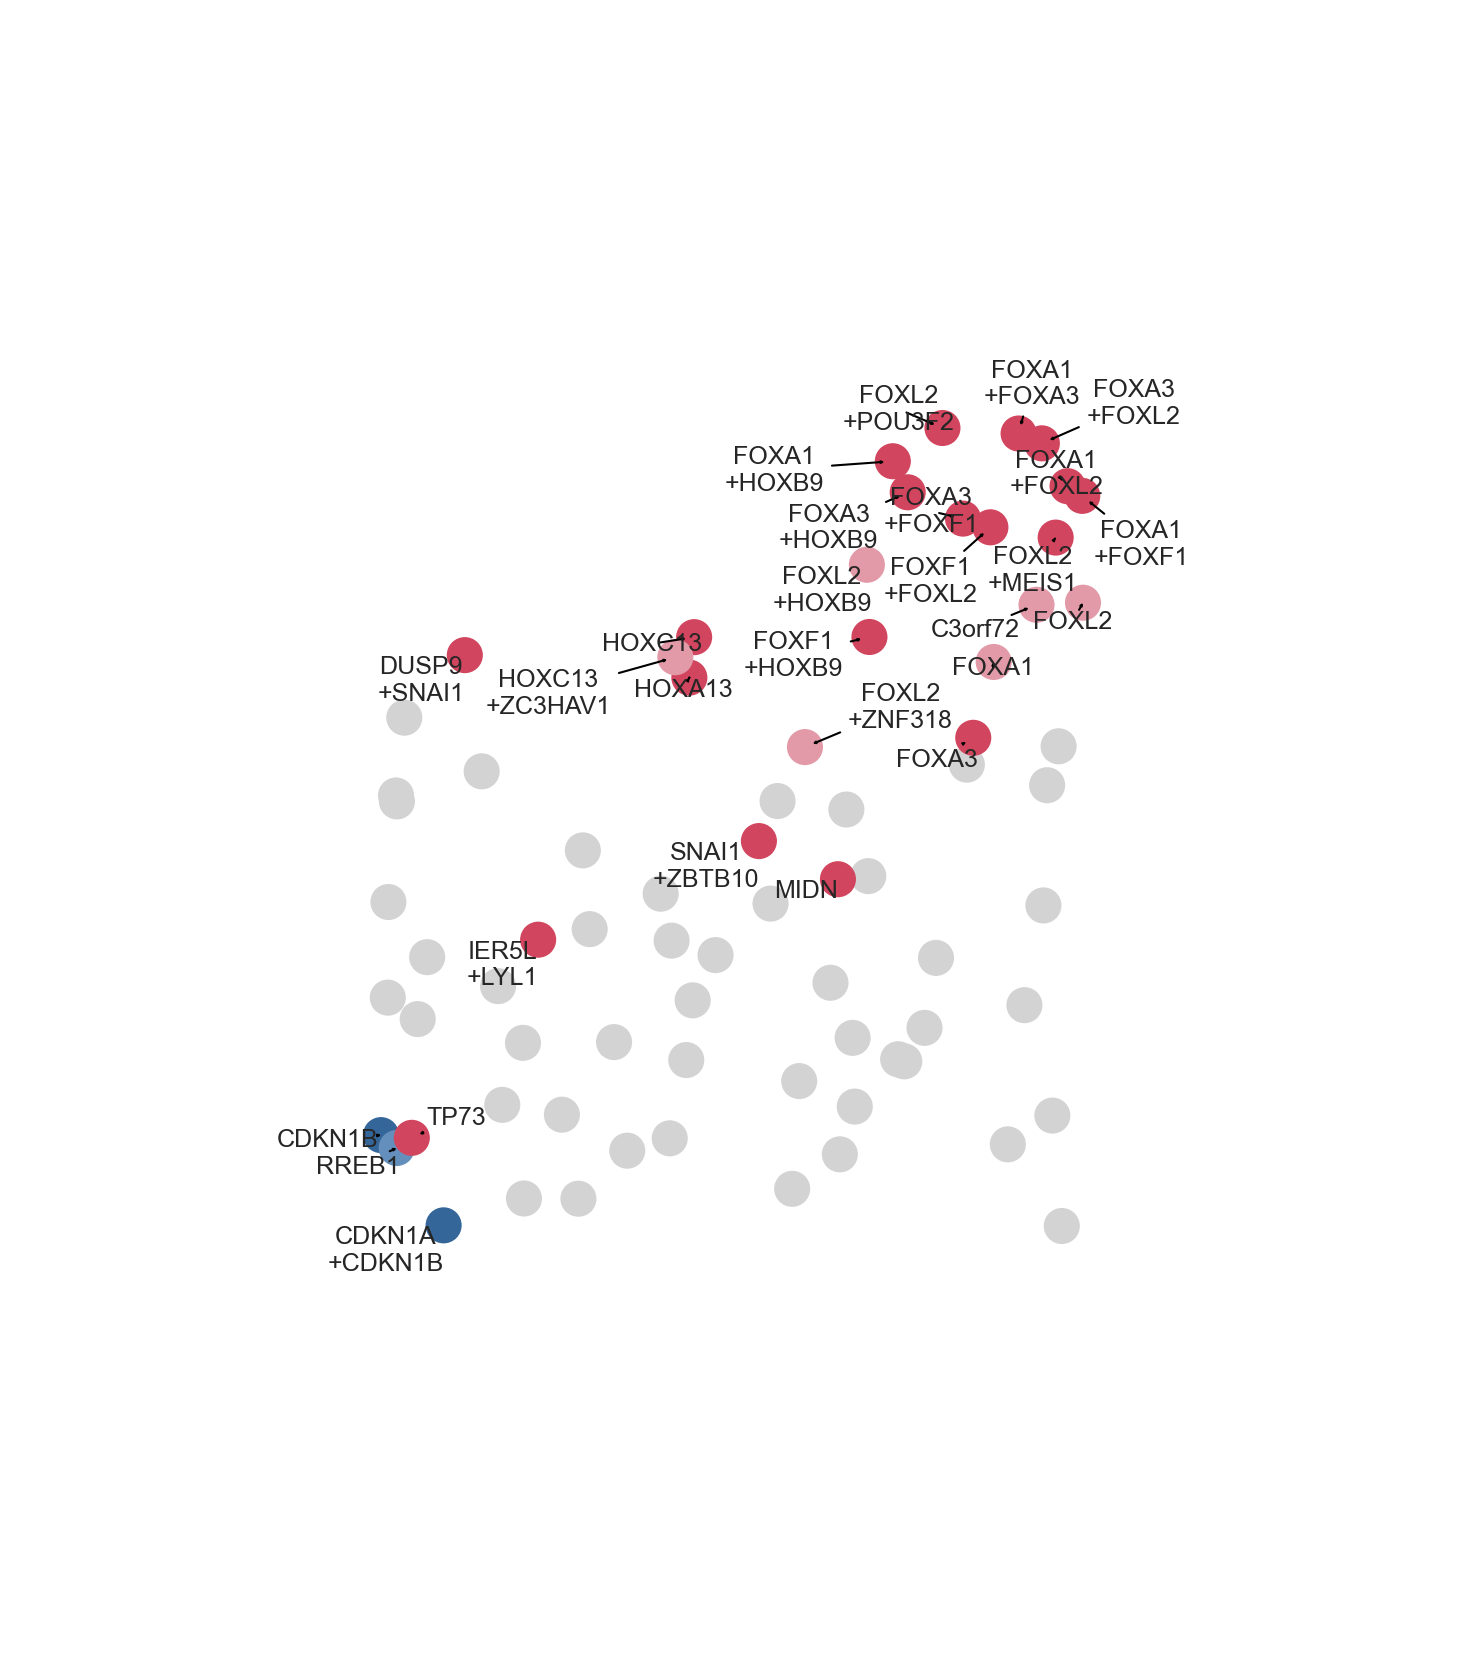 FOXA1
+FOXA3
FOXA3
+FOXL2
FOXL2
+POU3F2
FOXA1
+HOXB9
FOXA1
+FOXL2
FOXA3
+FOXF1
FOXA3
+HOXB9
FOXA1
+FOXF1
FOXL2
+MEIS1
FOXF1
+FOXL2
FOXL2
+HOXB9
C3orf72
FOXL2
HOXC13
FOXF1
+HOXB9
FOXA1
DUSP9
+SNAI1
HOXC13
+ZC3HAV1
HOXA13
FOXL2
+ZNF318
FOXA3
SNAI1
+ZBTB10
MIDN
IER5L
+LYL1
TP73
CDKN1B
RREB1
CDKN1A
+CDKN1B